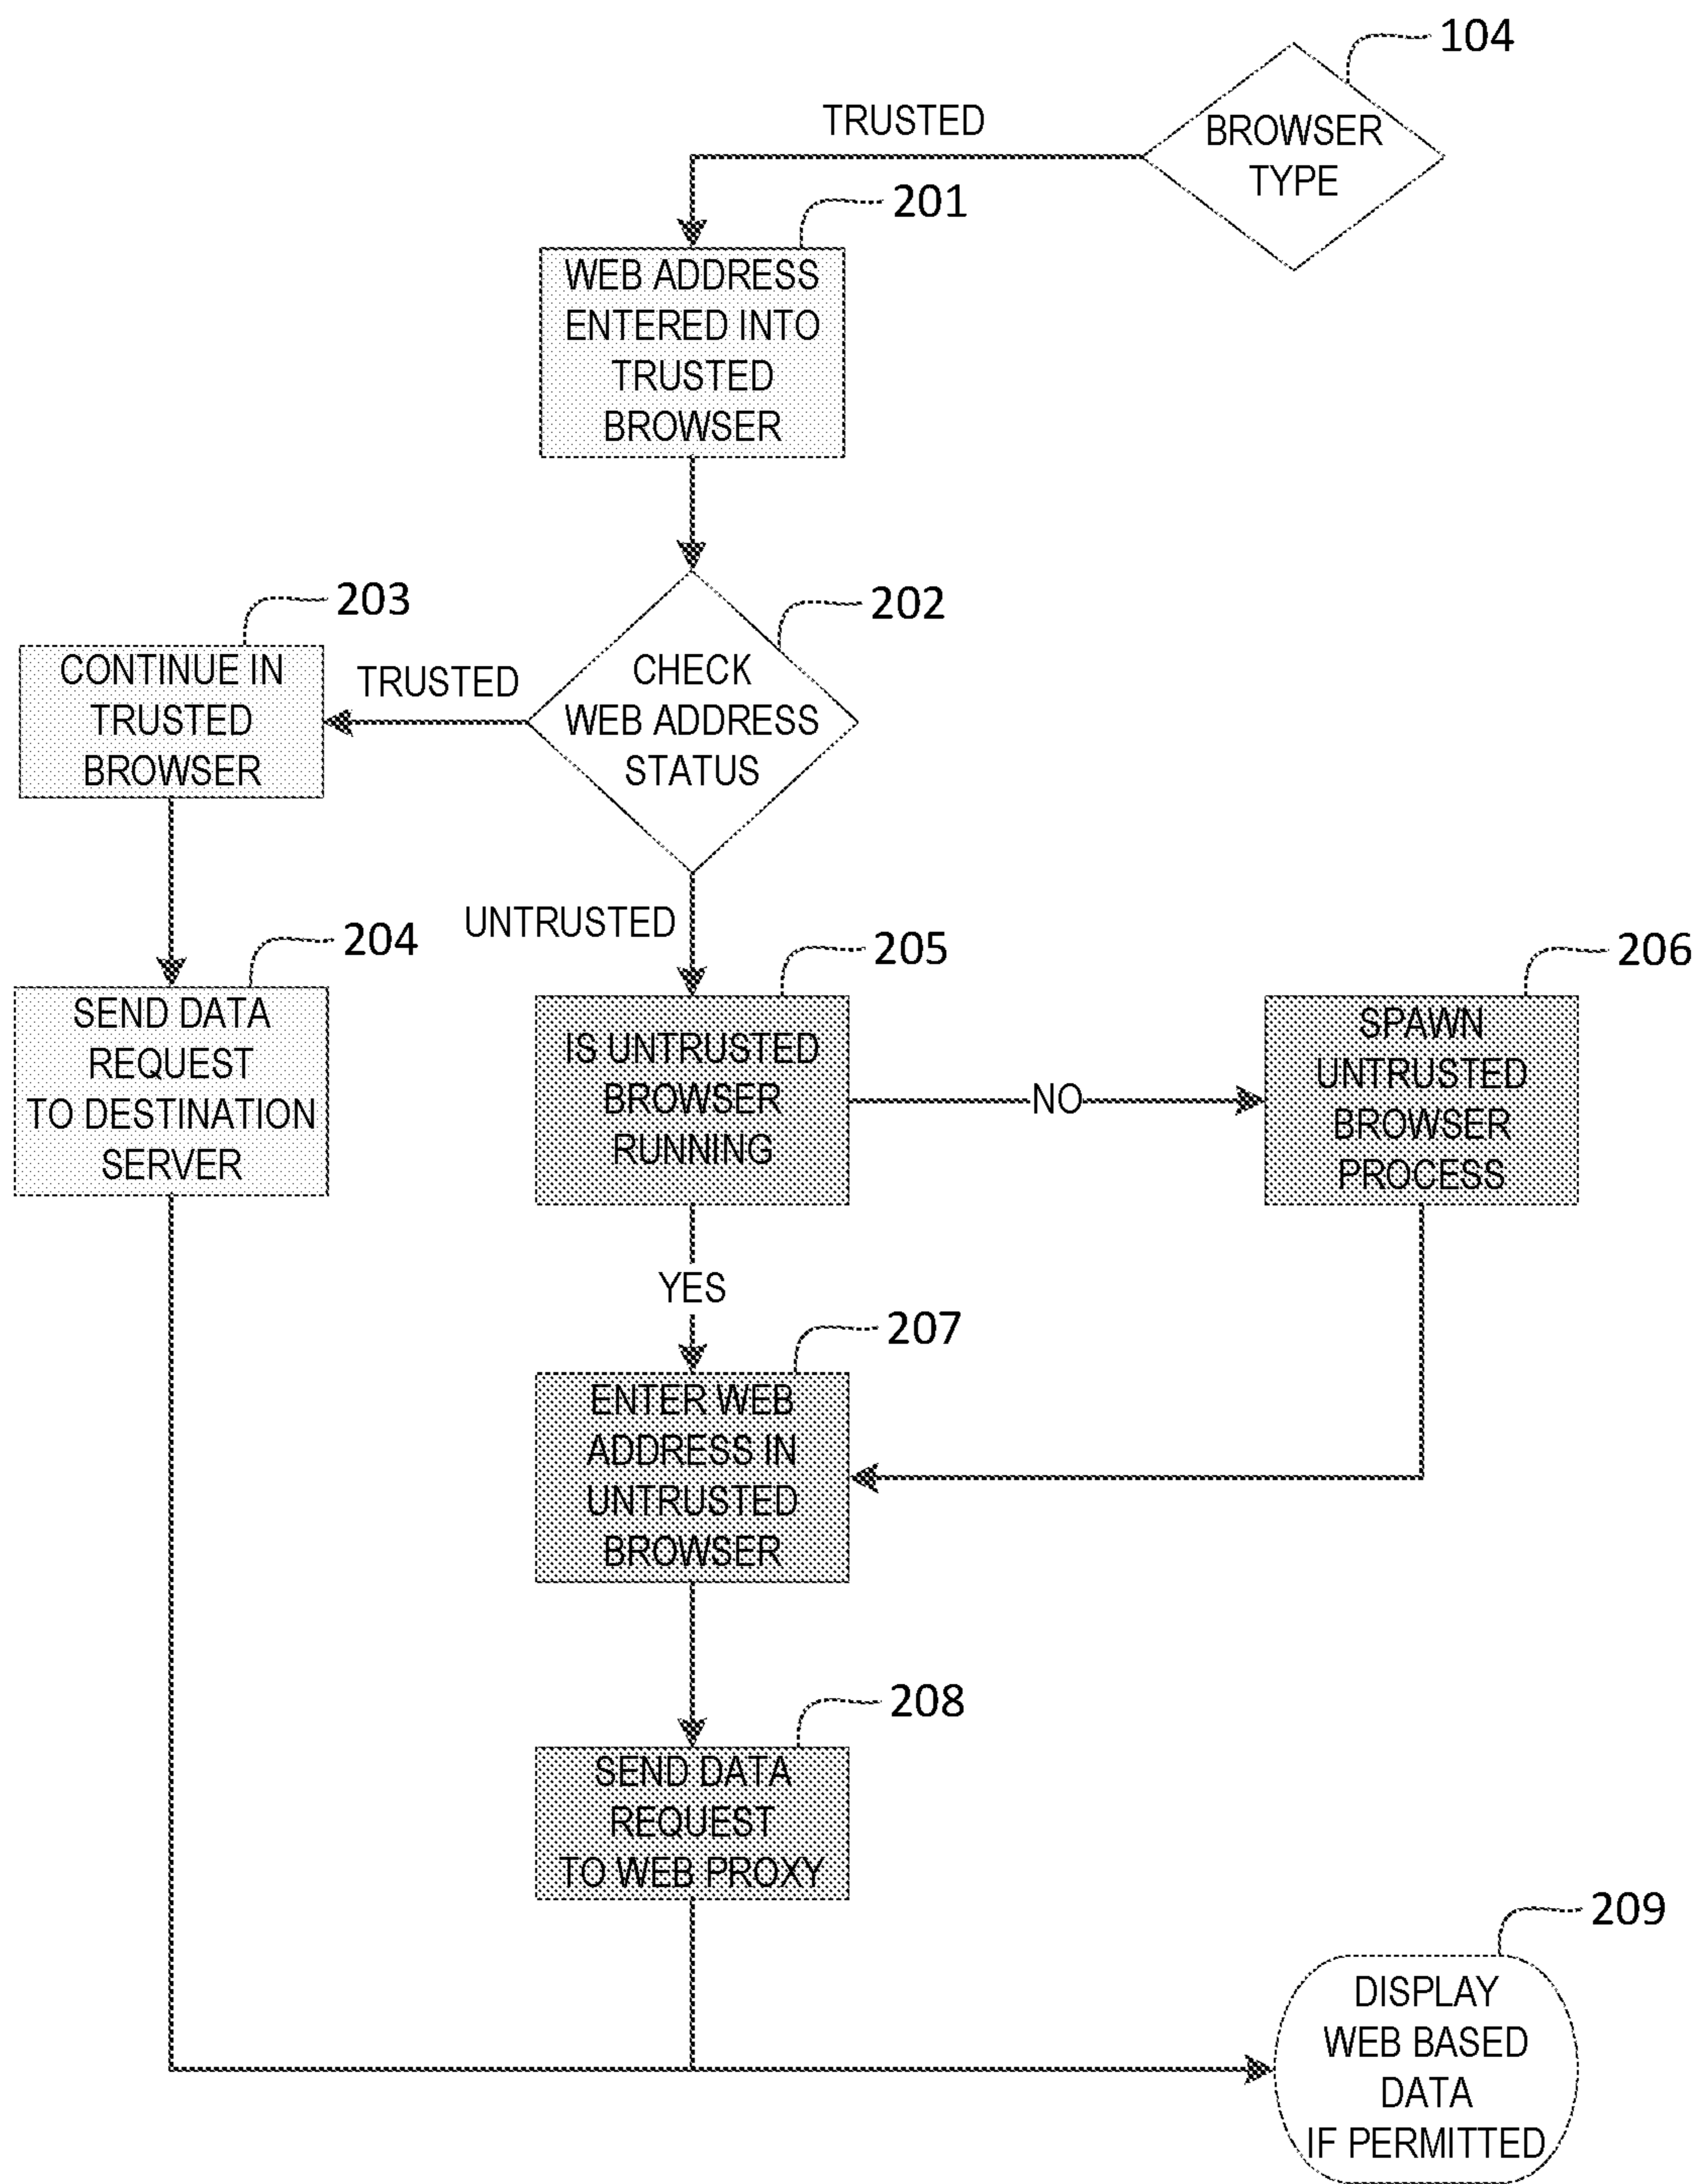 104
BROWSER
TYPE
TRUSTED
201
WEB ADDRESS
ENTERED INTO
TRUSTED
BROWSER
202
CHECK
WEB ADDRESS
STATUS
TRUSTED
203
CONTINUE IN
TRUSTED
BROWSER
204
SEND DATA
REQUEST
TO DESTINATION
SERVER
UNTRUSTED
205
IS UNTRUSTED
BROWSER
RUNNING
NO
206
SPAWN
UNTRUSTED
BROWSER
PROCESS
YES
207
ENTER WEB
ADDRESS IN
UNTRUSTED
BROWSER
208
SEND DATA
REQUEST
TO WEB PROXY
209
DISPLAY
WEB BASED
DATA
IF PERMITTED